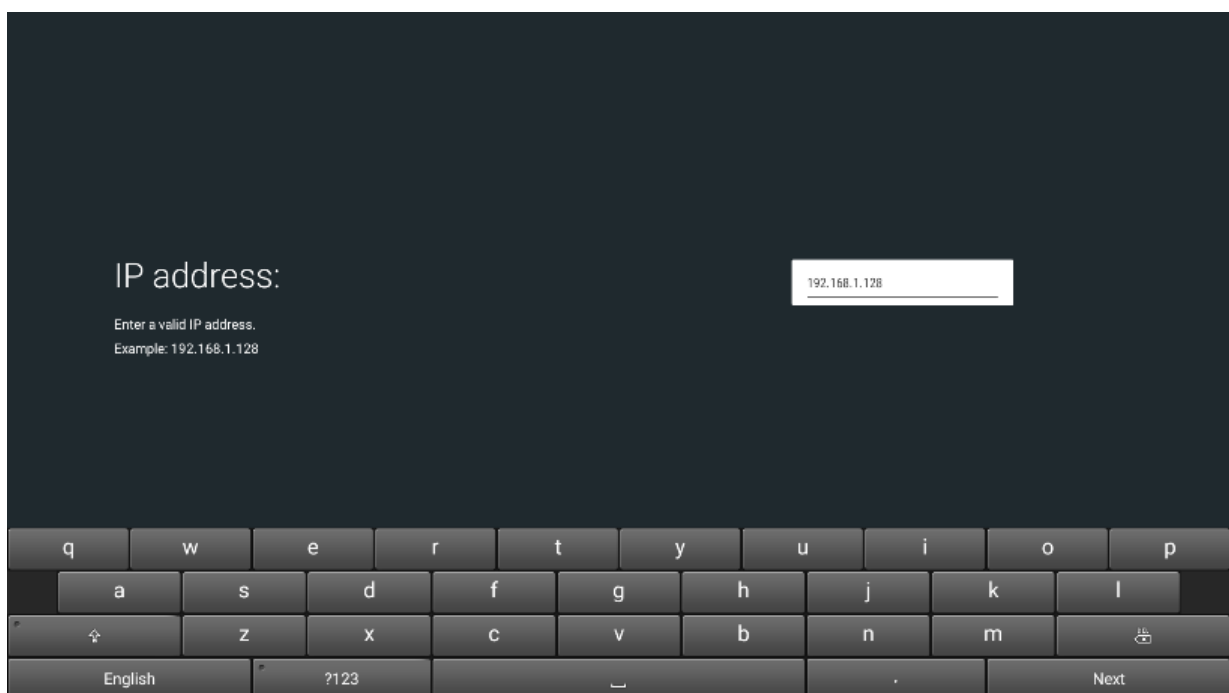 IP address:
192.168.1.128
Enter a valid IP address.
Example: 192.168.1.128
q w e r t y u i o p
a s d f g h j k l
z x c v b n m
English ?123 . Next